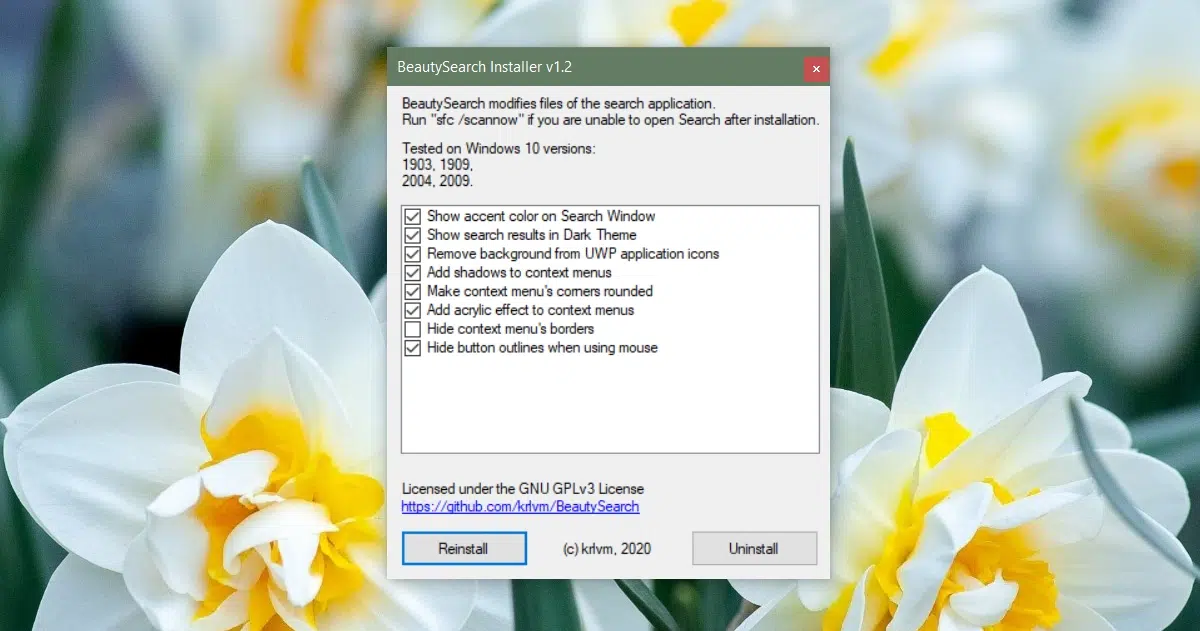 BeautySearch Installer v1.2
BeautySearch modifies files of the search application.
Run "sfc /scannow" if you are unable to open Search after installation.
Tested on Windows 10 versions:
1903, 1909,
2004, 2009.
Show accent color on Search Window
Show search results in Dark Theme
Remove background from UWP application icons
Add shadows to context menus
Make context menu's corners rounded
Add acrylic effect to context menus
Hide context menu's borders
Hide button outlines when using mouse
Licensed under the GNU GPLv3 License
https://github.com/krlvm/BeautySearch
Reinstall (c) krlvm, 2020 Uninstall